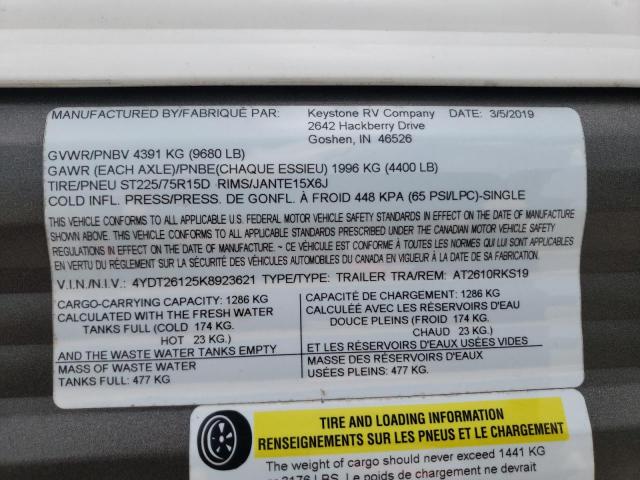 MANUFACTURED BY/FABRIQUÉ PAR: Keystone RV Company DATE: 3/5/2019
2642 Hackberry Drive
Goshen, IN 46526
GVWR/PNBV 4391 KG (9680 LB)
GAWR (EACH AXLE)/PNBE(CHAQUE ESSIEU) 1996 KG (4400 LB)
TIRE/PNEU ST225/75R15D RIMS/JANTE15X6J
COLD INFL. PRESS/PRESS. DE GONFL. À FROID 448 KPA (65 PSI/LPC)-SINGLE
THIS VEHICLE CONFORMS TO ALL APPLICABLE U.S. FEDERAL MOTOR VEHICLE SAFETY STANDARDS IN EFFECT ON THE DATE OF MANUFACTURE
SHOWN ABOVE. THIS VEHICLE CONFORMS TO ALL APPLICABLE STANDARDS PRESCRIBED UNDER THE CANADIAN MOTOR VEHICLE SAFETY
REGULATIONS IN EFFECT ON THE DATE OF MANUFACTURE. ~ CE VÉHICULE EST CONFORME À TOUTES LES NORMES QUI LUI SONT APPLICABLES
EN VERTU DU RÉGLEMENT SUR LA SÉCURITÉ DES VÉHICULES AUTOMOBILES DU CANADA EN VIGUEUR À LA DATE DE SA FABRICATION
V.I.N./N.I.V.: 4YDT26125K8923621 TYPE/TYPE: TRAILER TRA/REM: AT2610RKS19
CARGO-CARRYING CAPACITY: 1286 KG
CALCULATED WITH THE FRESH WATER
TANKS FULL (COLD 174 KG.
HOT 23 KG.)
AND THE WASTE WATER TANKS EMPTY
MASS OF WASTE WATER
TANKS FULL: 477 KG
CAPACITÉ DE CHARGEMENT: 1286 KG
CALCULÉE AVEC LES RÉSERVOIRS D'EAU
DOUCE PLEINS (FROID 174 KG.
CHAUD 23 KG.)
ET LES RÉSERVOIRS D'EAUX USÉES VIDES
MASSE DES RÉSERVOIRS D'EAUX
USÉES PLEINS: 477 KG.
TIRE AND LOADING INFORMATION
RENSEIGNEMENTS SUR LES PNEUS ET LE CHARGEMENT
The weight of cargo should never exceed 1441 KG
or 3176 LBS. Le poids de chargement ne devrait